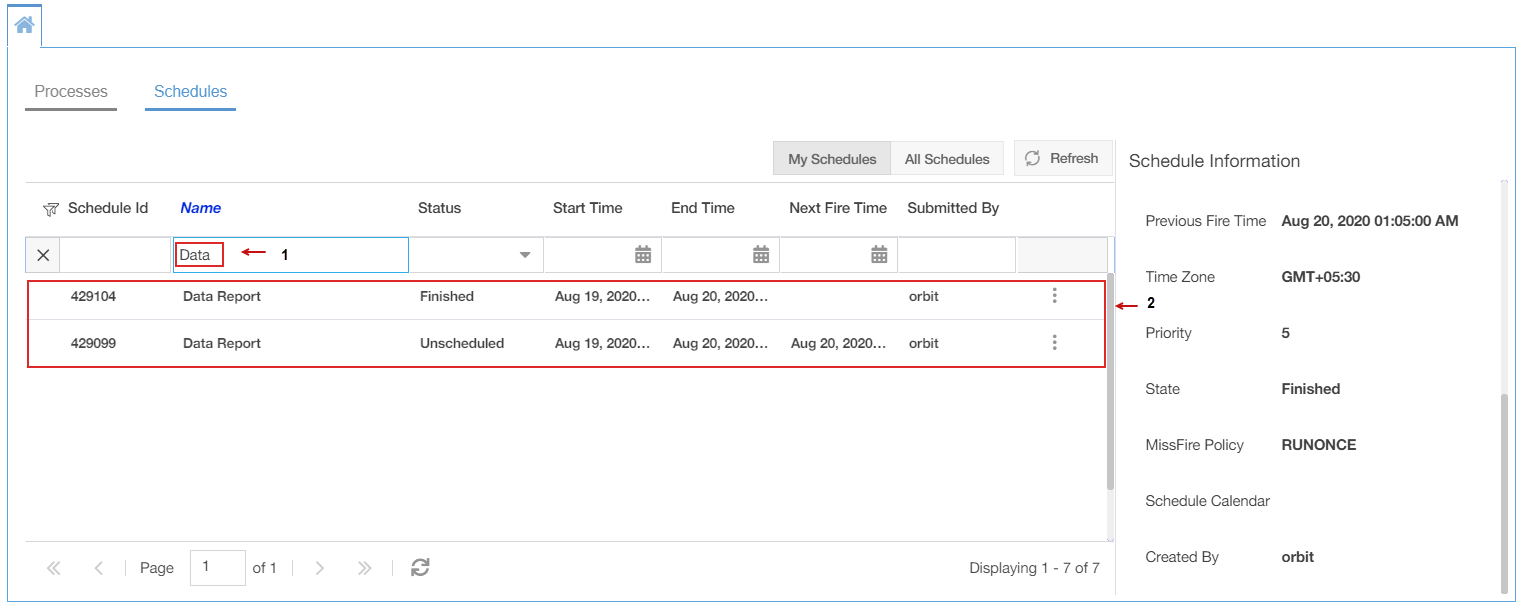 Processes Schedules
My Schedules All Schedules Refresh
Schedule Id Name Status Start Time End Time Next Fire Time Submitted By
Data 1
429104 Data Report Finished Aug 19, 2020... Aug 20, 2020... orbit
429099 Data Report Unscheduled Aug 19, 2020... Aug 20, 2020... Aug 20, 2020... orbit
2
Page 1 of 1 Displaying 1 - 7 of 7
Schedule Information
Previous Fire Time Aug 20, 2020 01:05:00 AM
Time Zone GMT+05:30
Priority 5
State Finished
MissFire Policy RUNONCE
Schedule Calendar
Created By orbit